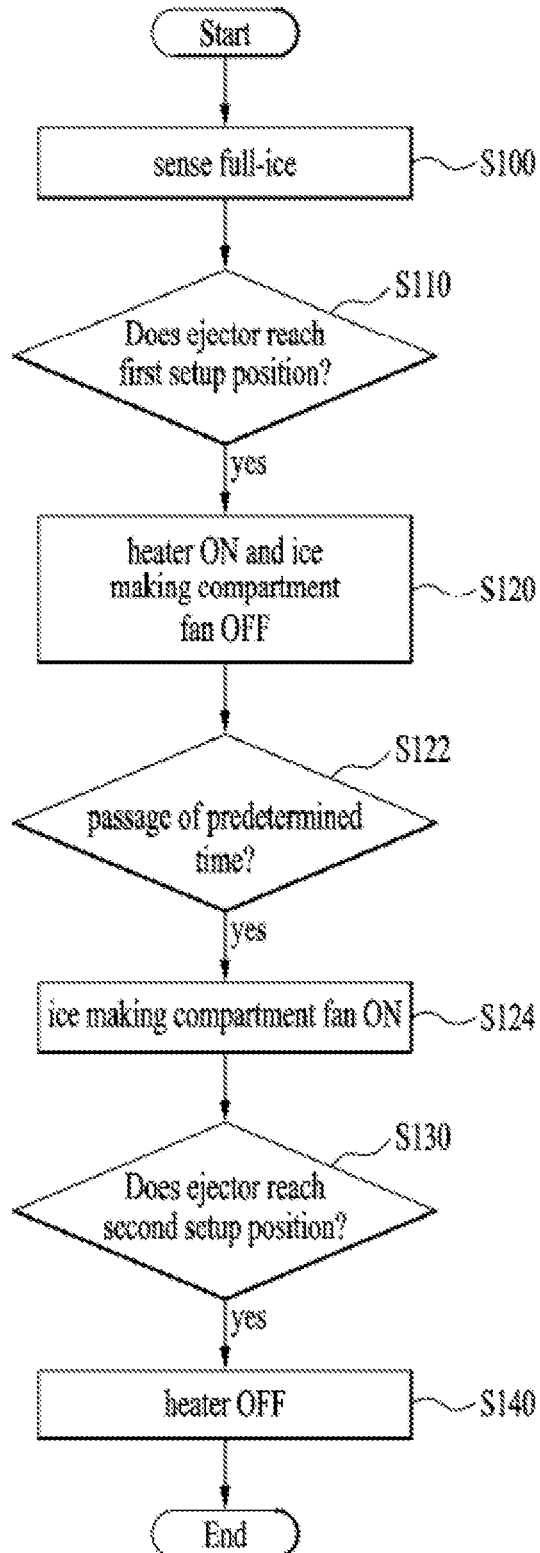 Start
sense full-ice
S100
S110
Does ejector reach
first setup position?
yes
heater ON and ice
making compartment
fan OFF
S120
S122
passage of predetermined
time?
yes
ice making compartment fan ON
S124
S130
Does ejector reach
second setup position?
yes
heater OFF
S140
End